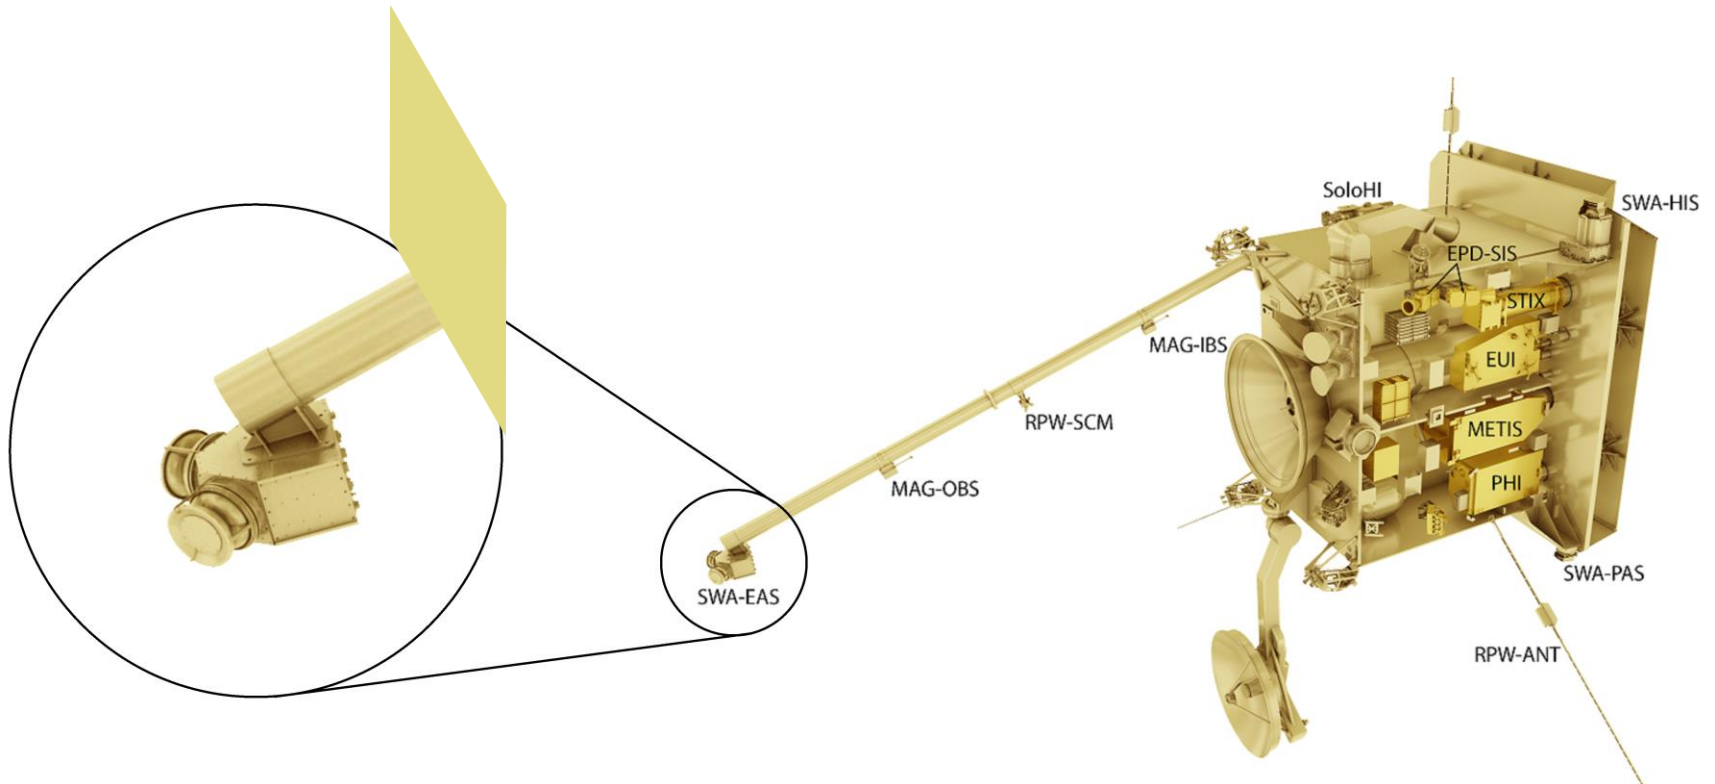 SoloHI
SWA-HIS
EPD-SIS
STIX
MAG-IBS
EUI
RPW-SCM
METIS
MAG-OBS
PHI
SWA-PAS
SWA-EAS
RPW-ANT